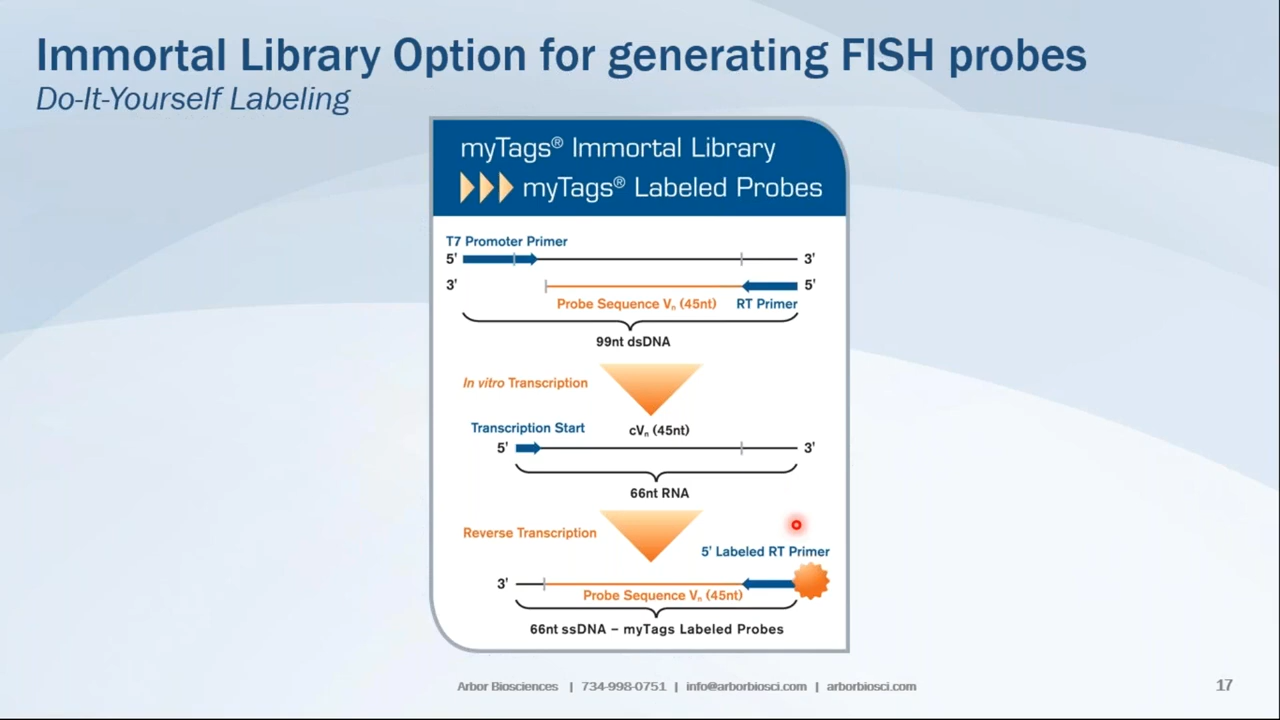 Immortal Library Option for generating FISH probes
Do-It-Yourself Labeling
myTags® Immortal Library
myTags® Labeled Probes
T7 Promoter Primer
5' 3'
3' 5'
Probe Sequence Vₙ (45nt) RT Primer
99nt dsDNA
In vitro Transcription
Transcription Start cVₙ (45nt)
5' 3'
66nt RNA
Reverse Transcription
5' Labeled RT Primer
3'
Probe Sequence Vₙ (45nt)
66nt ssDNA – myTags Labeled Probes
Arbor Biosciences | 734-998-0751 | info@arborbiosci.com | arborbiosci.com
17